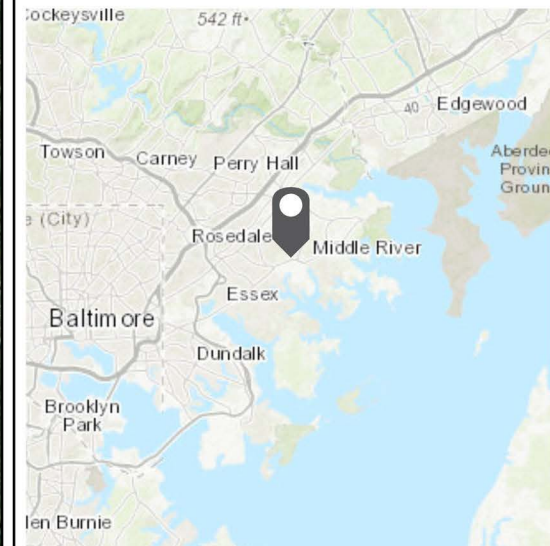 ockeysville
542 ft
40
Edgewood
Towson
Carney
Perry Hall
Aberdee
Provin
Groun
e (City)
Rosedale
Middle River
Essex
Baltimore
Dundalk
Brooklyn
Park
len Burnie